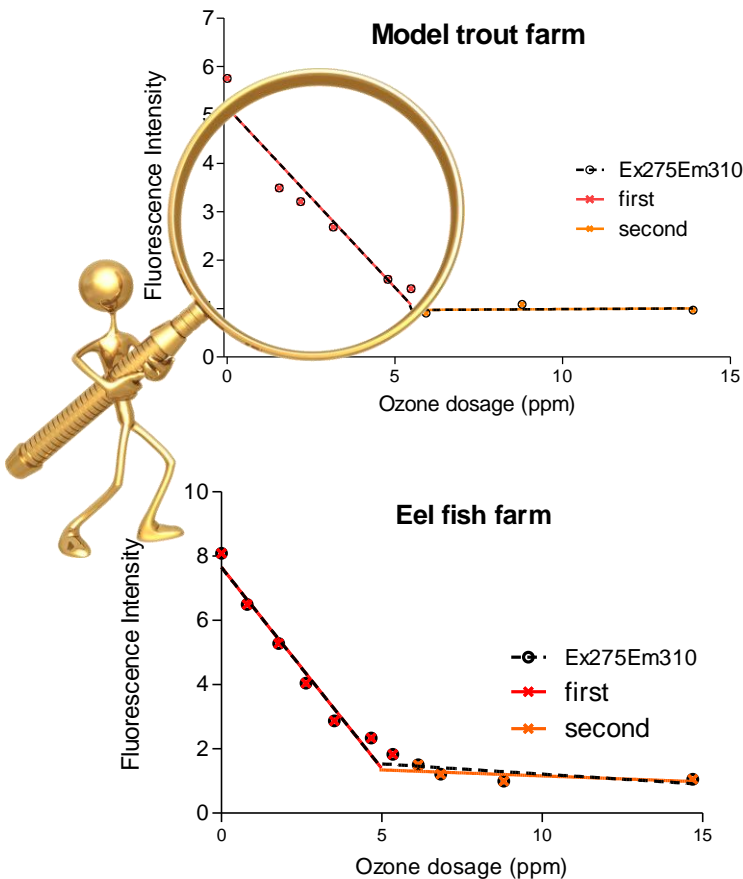 Model trout farm
Fluorescence Intensity
7
6
5
4
3
2
1
0
0
5
10
15
Ozone dosage (ppm)
Ex275Em310
first
second
Eel fish farm
Fluorescence Intensity
10
8
6
4
2
0
0
5
10
15
Ozone dosage (ppm)
Ex275Em310
first
second